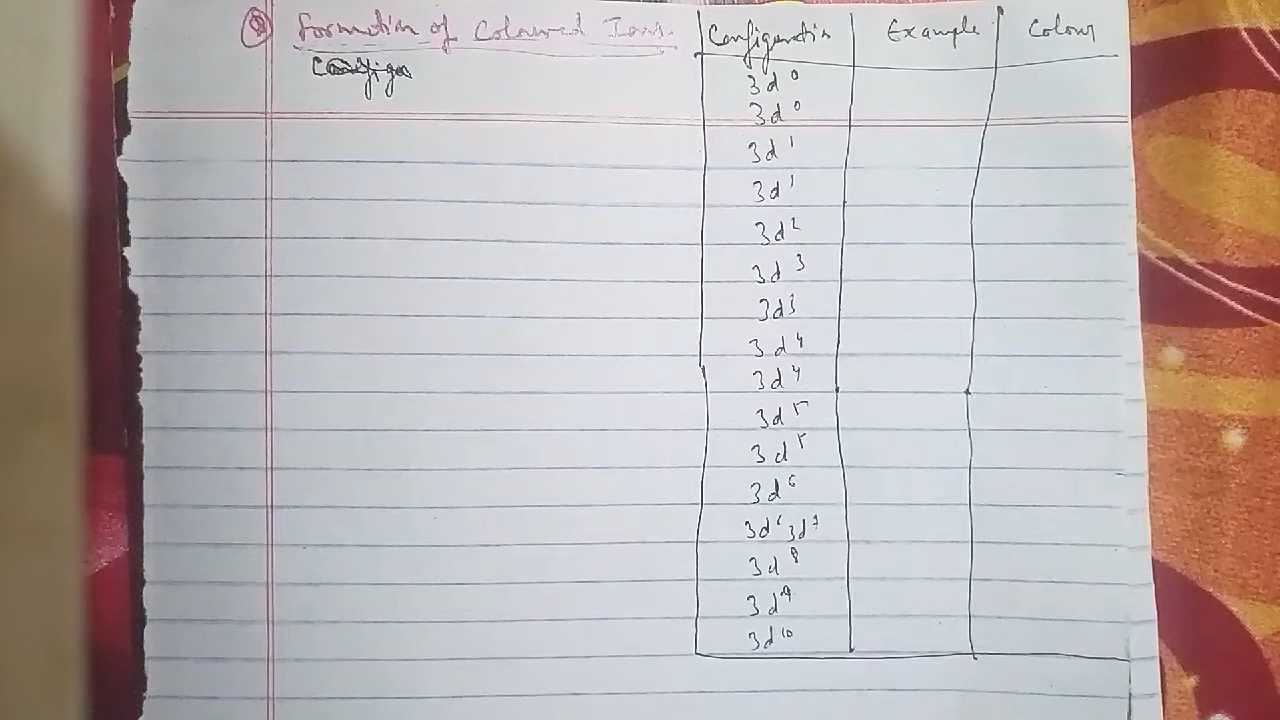 Formation of Coloured Ions.
Configuration Example Colour
3d⁰
3d⁰
3d¹
3d¹
3d²
3d³
3d³
3d⁴
3d⁴
3d⁵
3d⁵
3d⁶
3d⁶ 3d⁷
3d⁸
3d⁹
3d¹⁰